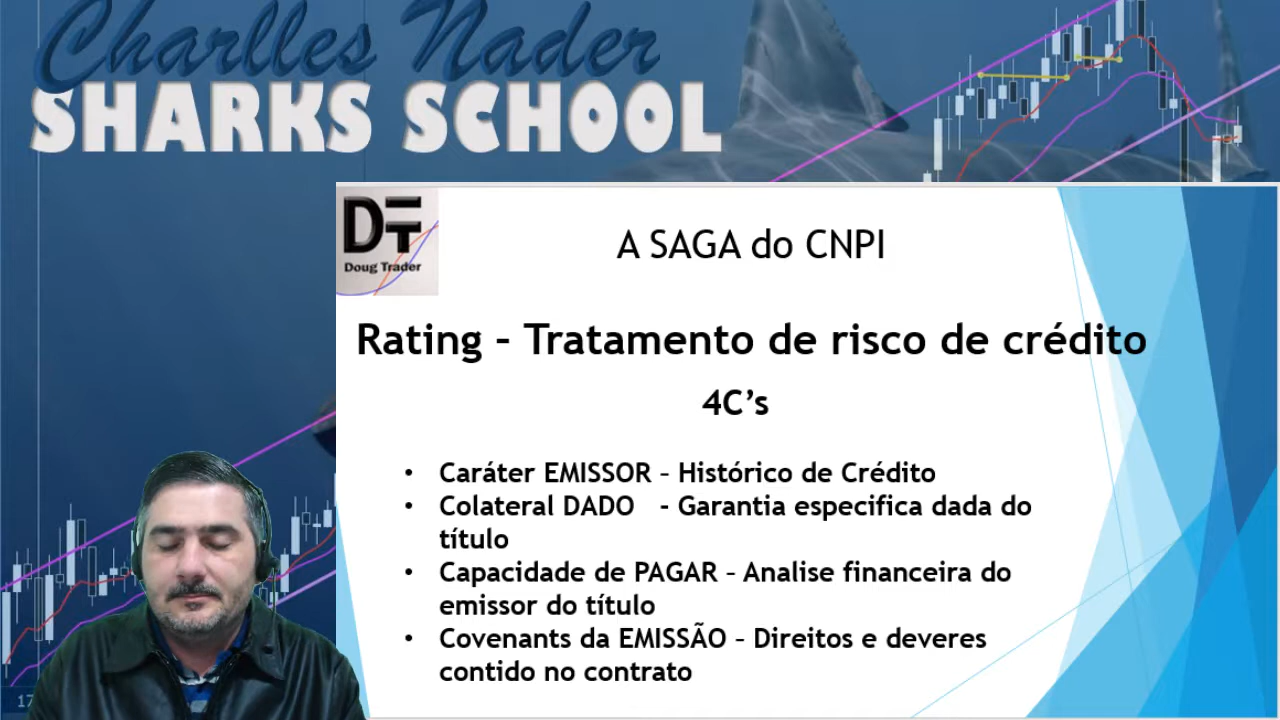 Charlles Nader
SHARKS SCHOOL
DT
Doug Trader
A SAGA do CNPI
Rating – Tratamento de risco de crédito
4C’s
• Caráter EMISSOR – Histórico de Crédito
• Colateral DADO - Garantia especifica dada do
título
• Capacidade de PAGAR – Analise financeira do
emissor do título
• Covenants da EMISSÃO – Direitos e deveres
contido no contrato
17